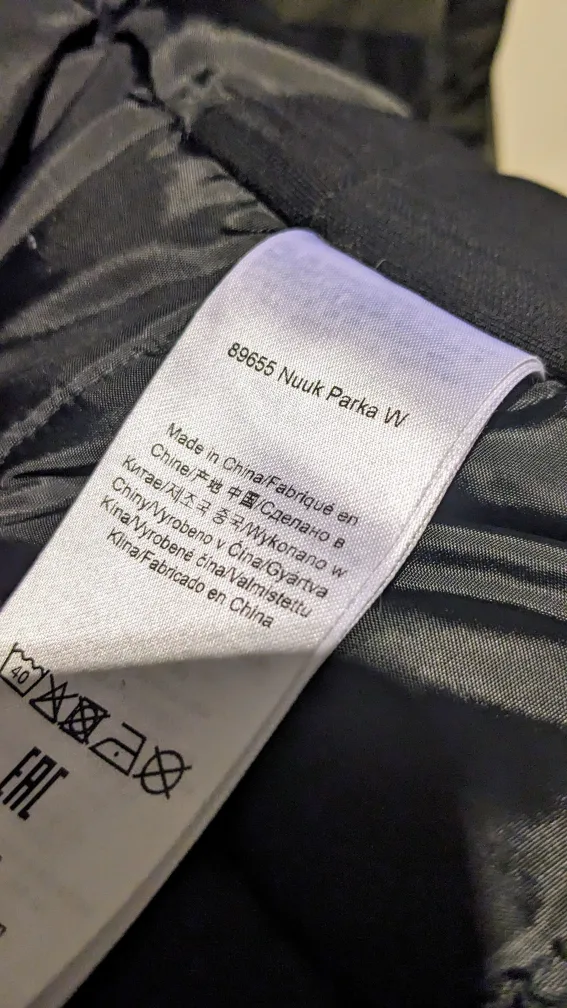 89655 Nuuk Parka W
Made in China/Fabriqué en
Chine/产地 中国/Сделано в
Китае/제조국 중국/Wykonano w
Chiny/Vyrobeno v Čína/Gyártva
Kína/Vyrobené čína/Valmistettu
Kiina/Fabricado en China
40
EAC